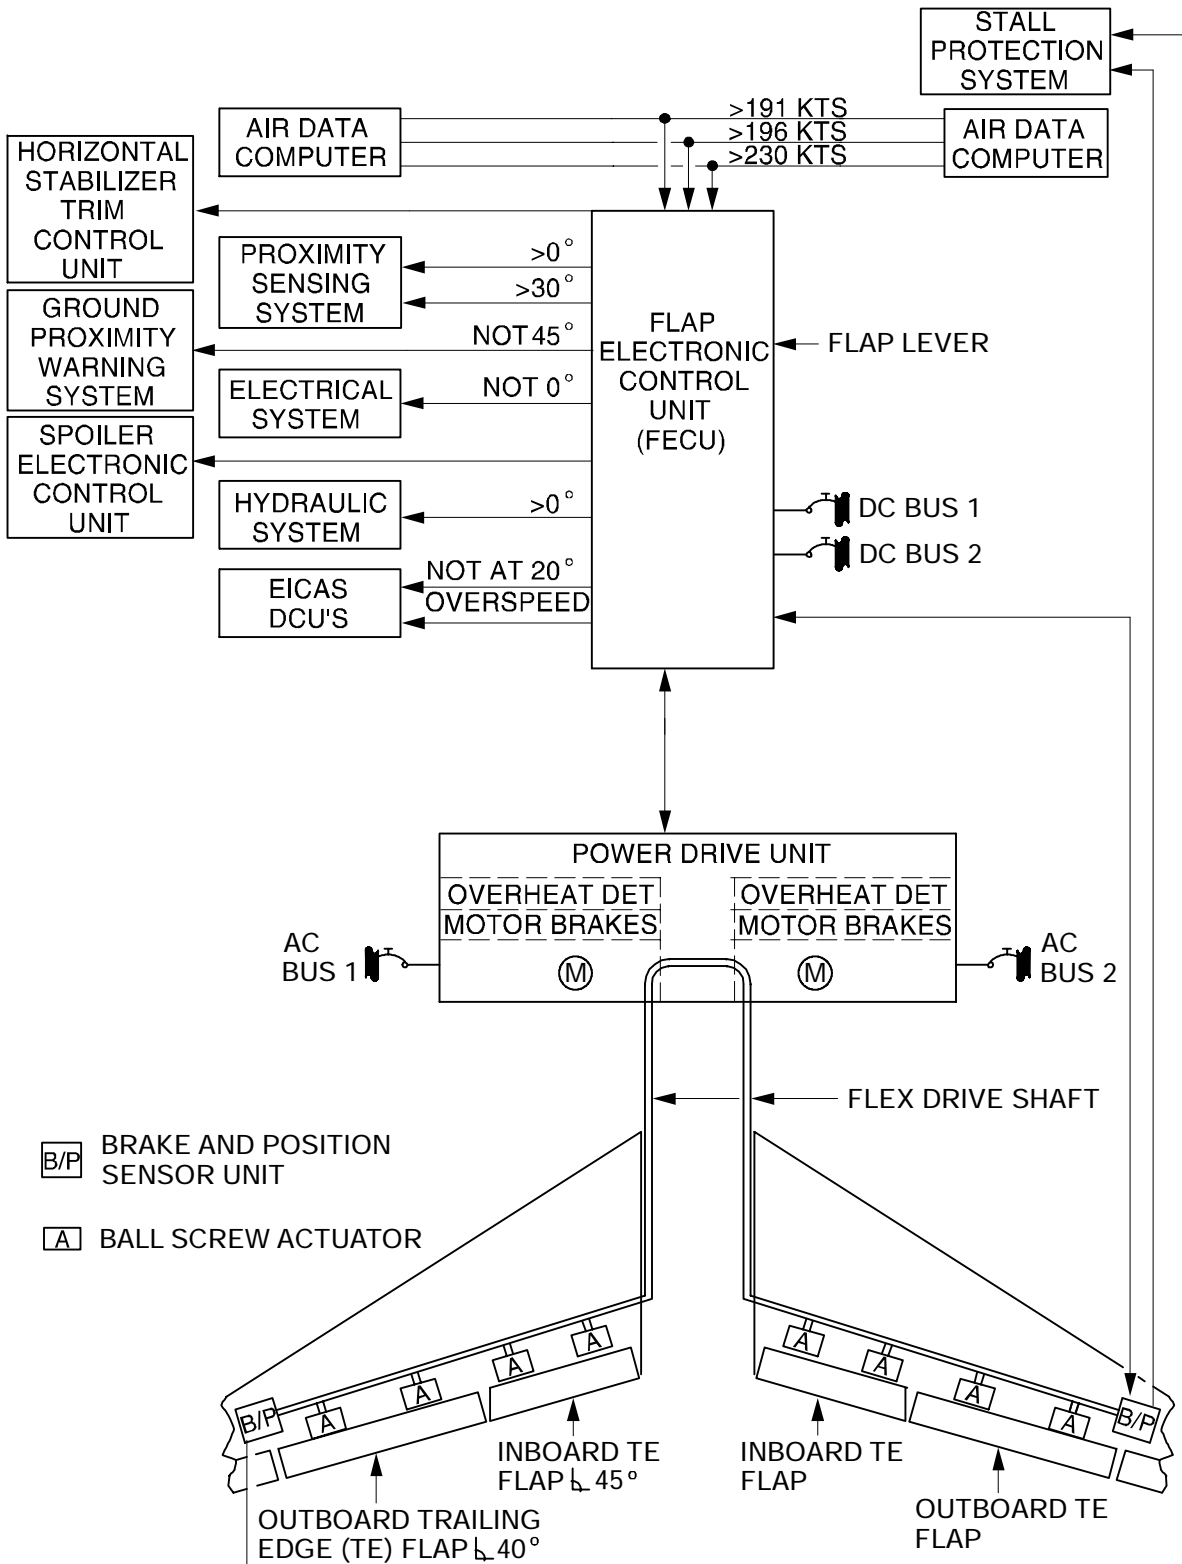 STALL
PROTECTION
SYSTEM
>191 KTS
>196 KTS
>230 KTS
AIR DATA
COMPUTER
AIR DATA
COMPUTER
HORIZONTAL
STABILIZER
TRIM
CONTROL
UNIT
PROXIMITY
SENSING
SYSTEM
>0°
>30°
GROUND
PROXIMITY
WARNING
SYSTEM
NOT 45°
ELECTRICAL
SYSTEM
NOT 0°
SPOILER
ELECTRONIC
CONTROL
UNIT
HYDRAULIC
SYSTEM
>0°
EICAS
DCU'S
NOT AT 20°
OVERSPEED
FLAP
ELECTRONIC
CONTROL
UNIT
(FECU)
FLAP LEVER
DC BUS 1
DC BUS 2
POWER DRIVE UNIT
OVERHEAT DET
MOTOR BRAKES
OVERHEAT DET
MOTOR BRAKES
AC
BUS 1
M
M
AC
BUS 2
FLEX DRIVE SHAFT
B/P BRAKE AND POSITION
SENSOR UNIT
A BALL SCREW ACTUATOR
B/P
A
A
A
A
A
A
A
A
B/P
INBOARD TE
FLAP 45°
INBOARD TE
FLAP
OUTBOARD TRAILING
EDGE (TE) FLAP 40°
OUTBOARD TE
FLAP